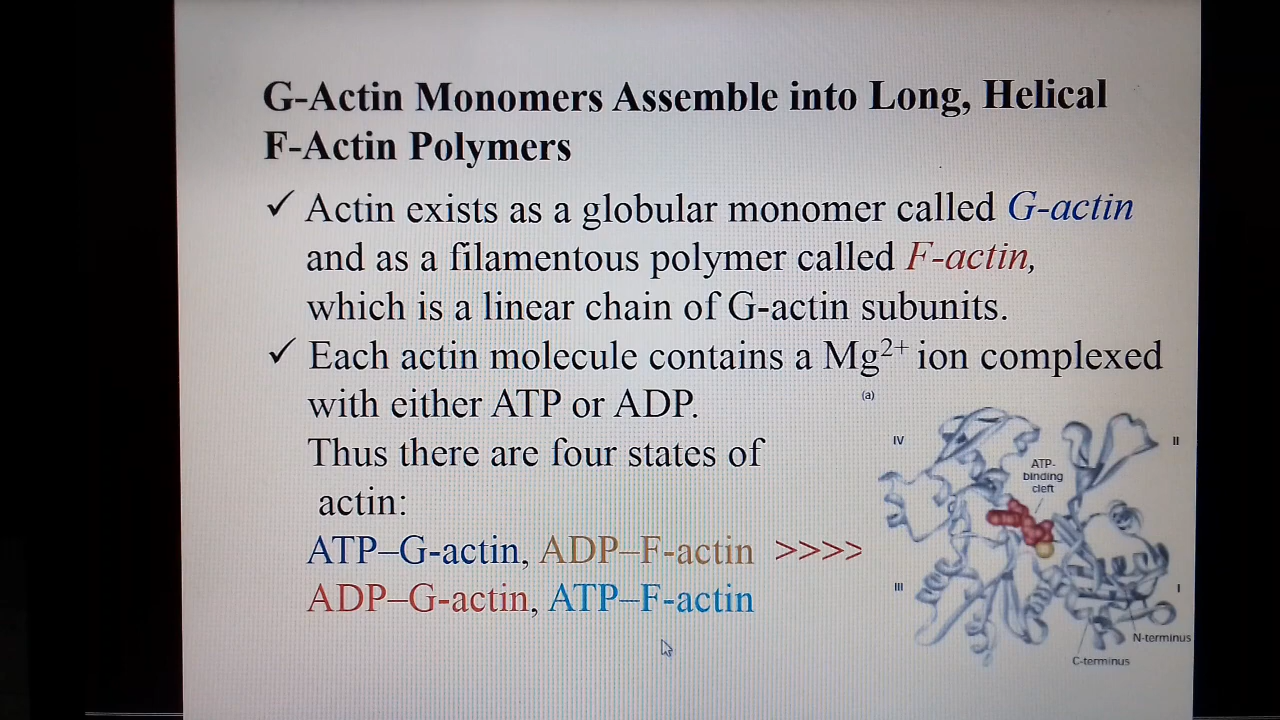 G-Actin Monomers Assemble into Long, Helical
F-Actin Polymers
✓ Actin exists as a globular monomer called G-actin
and as a filamentous polymer called F-actin,
which is a linear chain of G-actin subunits.
✓ Each actin molecule contains a Mg²⁺ ion complexed
with either ATP or ADP.
Thus there are four states of
actin:
ATP–G-actin, ADP–F-actin >>>>
ADP–G-actin, ATP–F-actin
(a)
IV
II
ATP-
binding
cleft
III
I
N-terminus
C-terminus